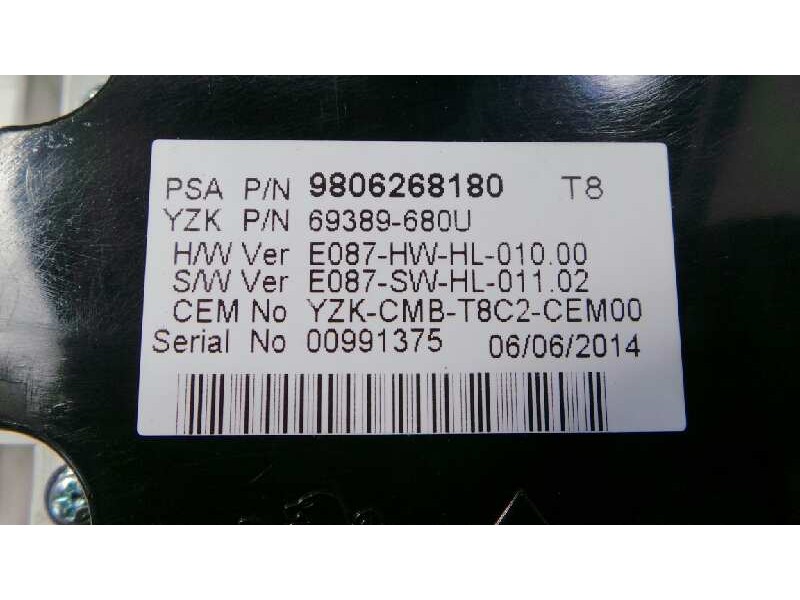 PSA P/N 9806268180 T8
YZK P/N 69389-680U
H/W Ver E087-HW-HL-010.00
S/W Ver E087-SW-HL-011.02
CEM No YZK-CMB-T8C2-CEM00
Serial No 00991375 06/06/2014